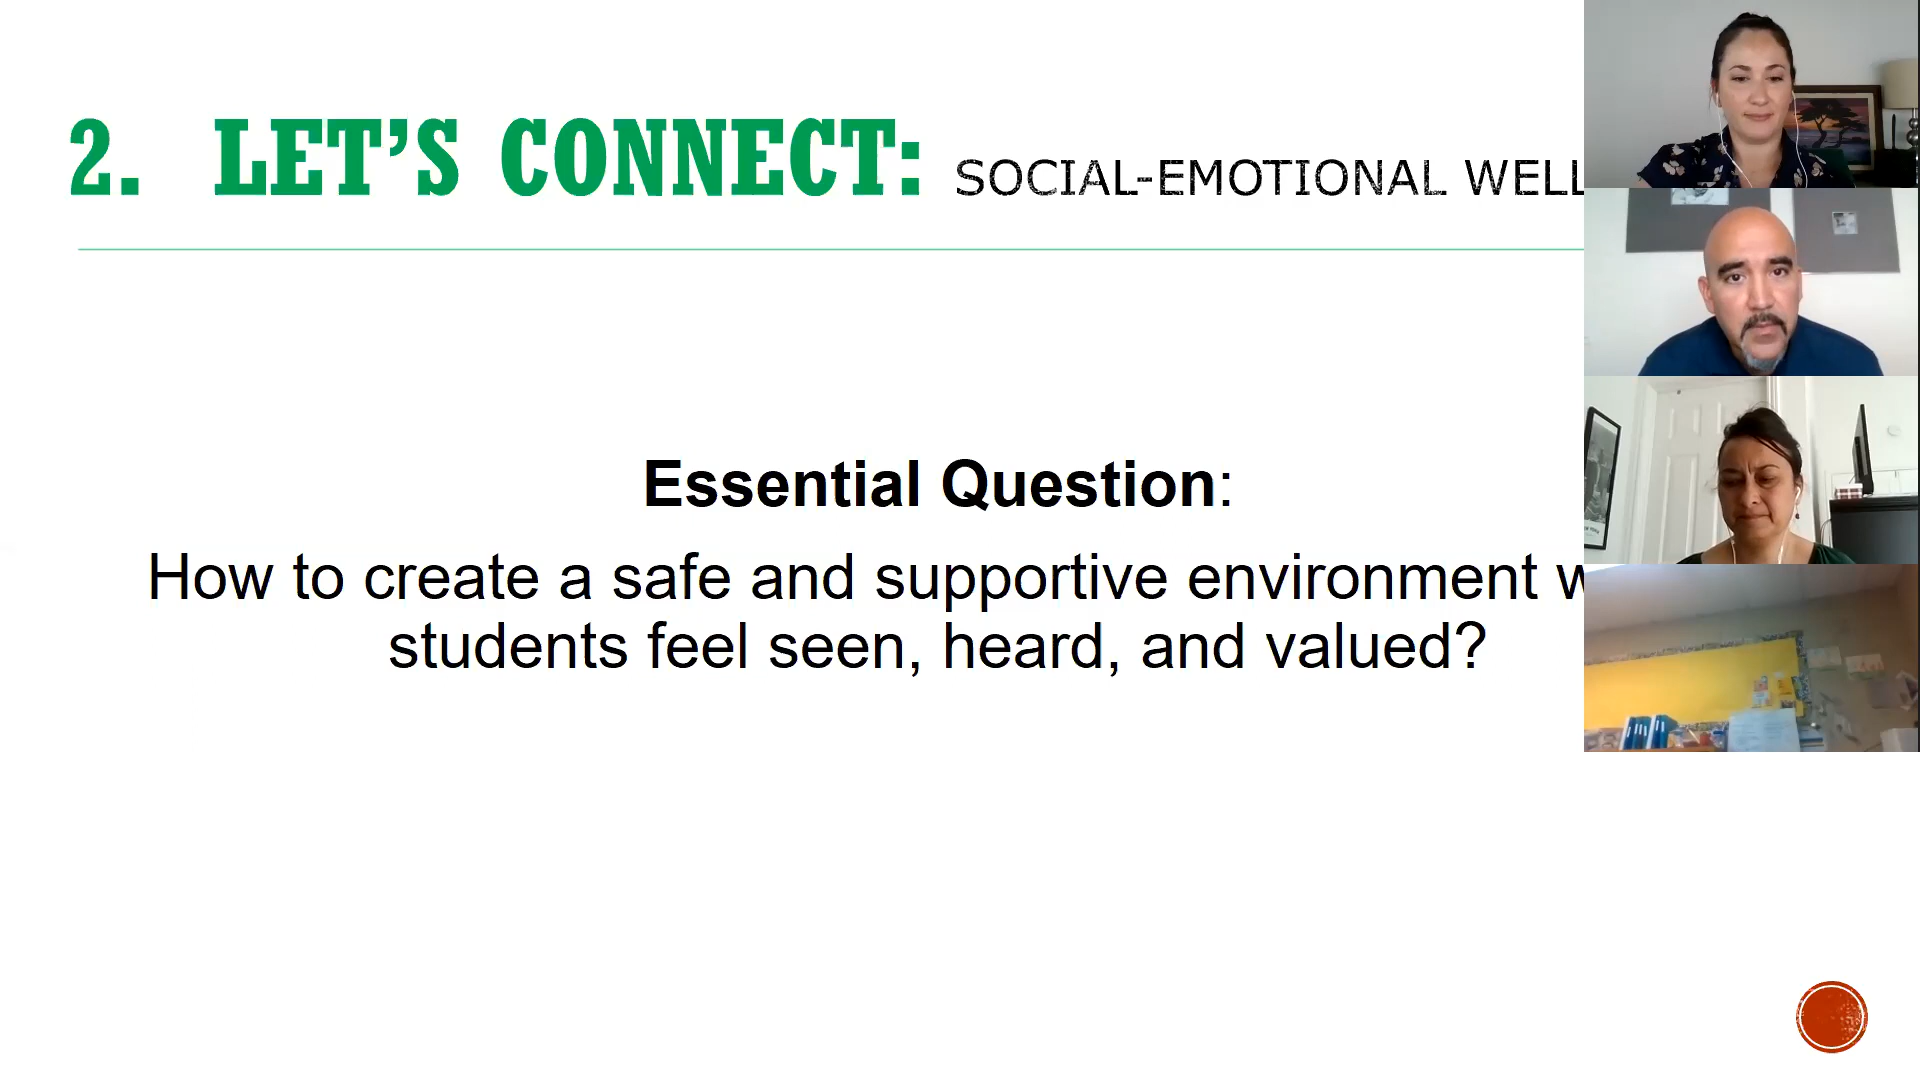 2. LET'S CONNECT: SOCIAL-EMOTIONAL WELL
Essential Question:
How to create a safe and supportive environment w
students feel seen, heard, and valued?